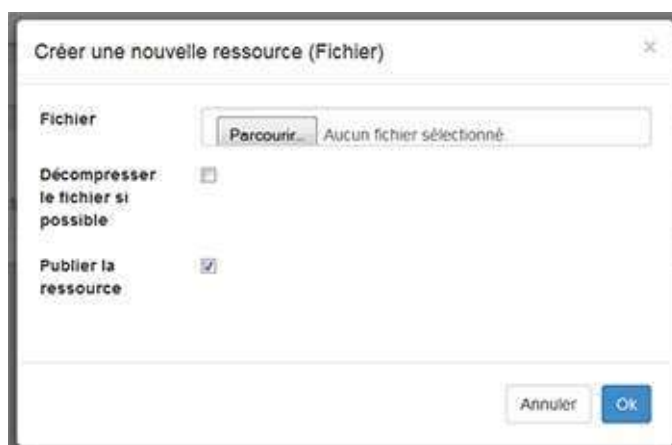 Créer une nouvelle ressource (Fichier)
×
Fichier
Parcourir... Aucun fichier sélectionné
Décompresser
le fichier si
possible
Publier la
ressource
Annuler Ok